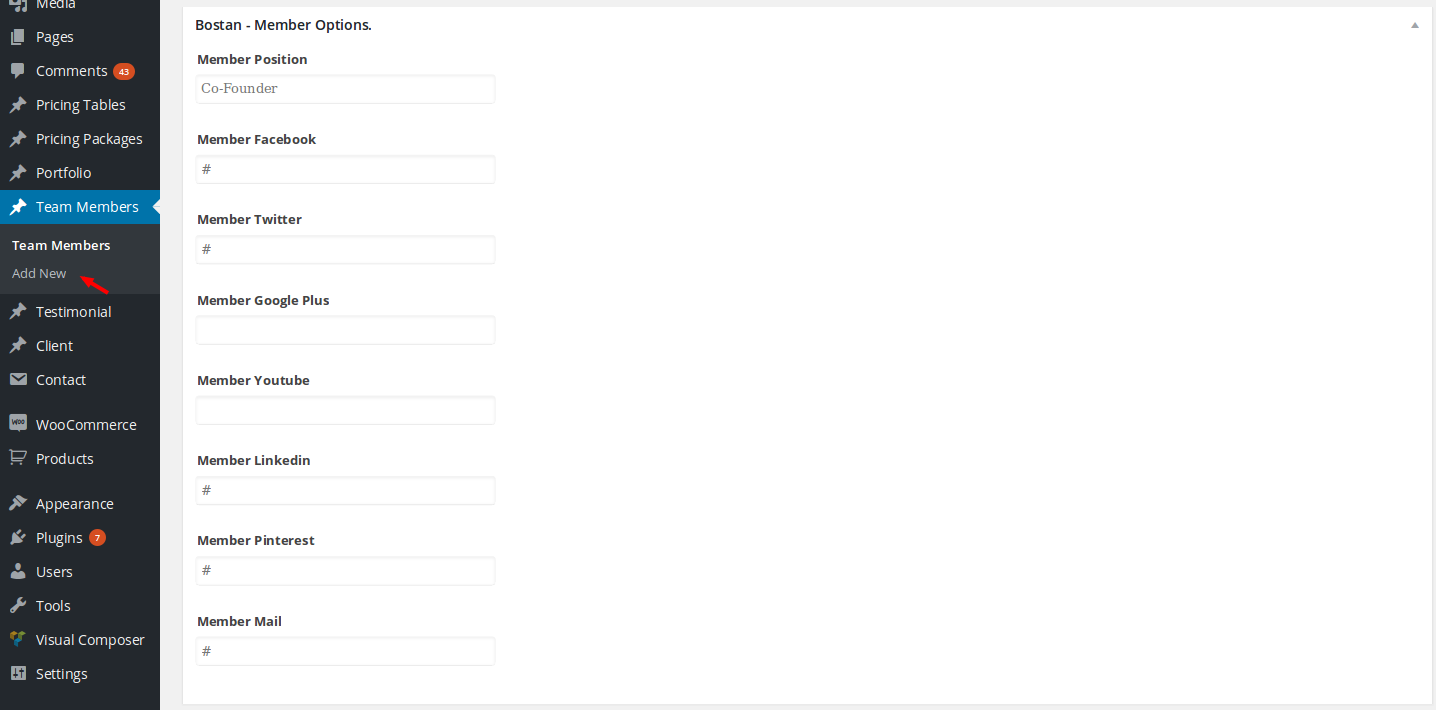 Media
Pages
Comments 43
Pricing Tables
Pricing Packages
Portfolio
Team Members
Team Members
Add New
Testimonial
Client
Contact
WOO WooCommerce
Products
Appearance
Plugins 7
Users
Tools
Visual Composer
Settings
Bostan - Member Options.
Member Position
Co-Founder
Member Facebook
#
Member Twitter
#
Member Google Plus
Member Youtube
Member Linkedin
#
Member Pinterest
#
Member Mail
#